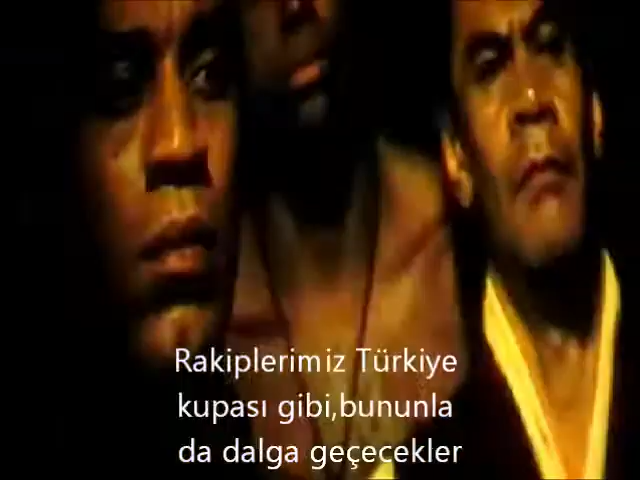 Rakiplerimiz Türkiye
kupası gibi,bununla
da dalga geçecekler